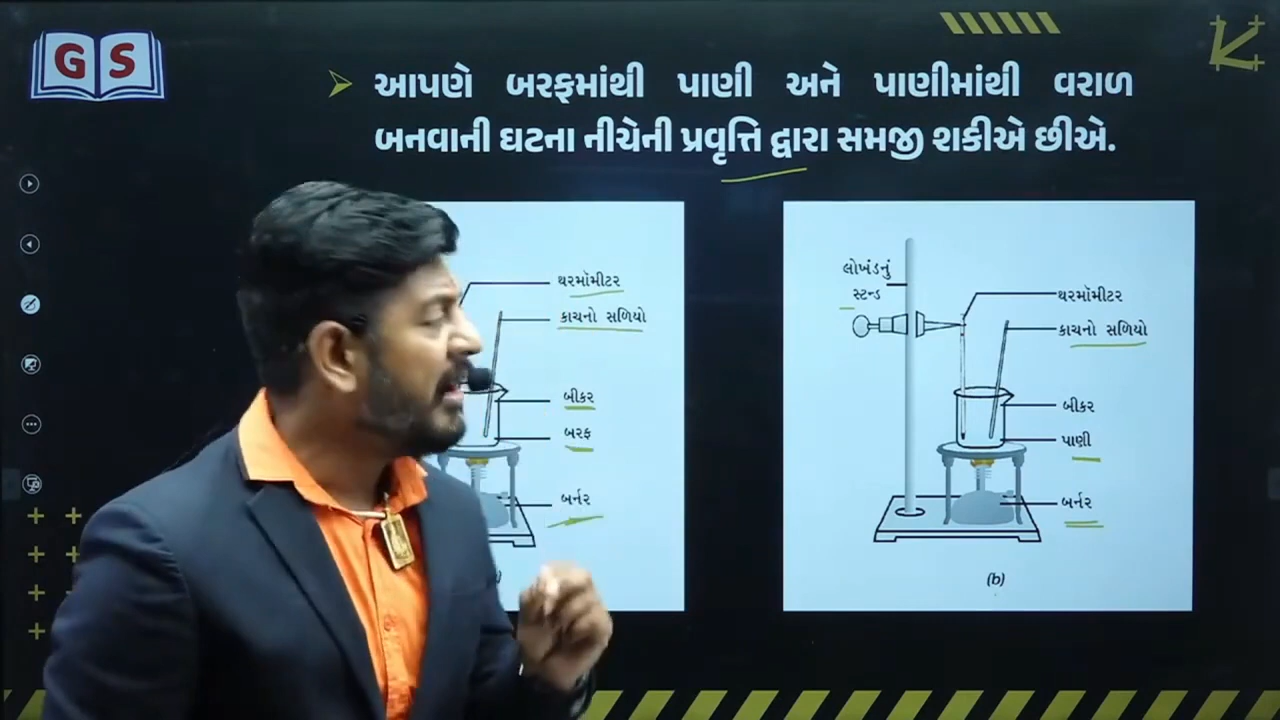 GS
આપણે બરફમાંથી પાણી અને પાણીમાંથી વરાળ
બનવાની ઘટના નીચેની પ્રવૃત્તિ દ્વારા સમજી શકીએ છીએ.
થરમૉમીટર
કાચનો સળિયો
બીકર
બરફ
બર્નર
લોખંડનું
સ્ટેન્ડ
થરમૉમીટર
કાચનો સળિયો
બીકર
પાણી
બર્નર
(b)